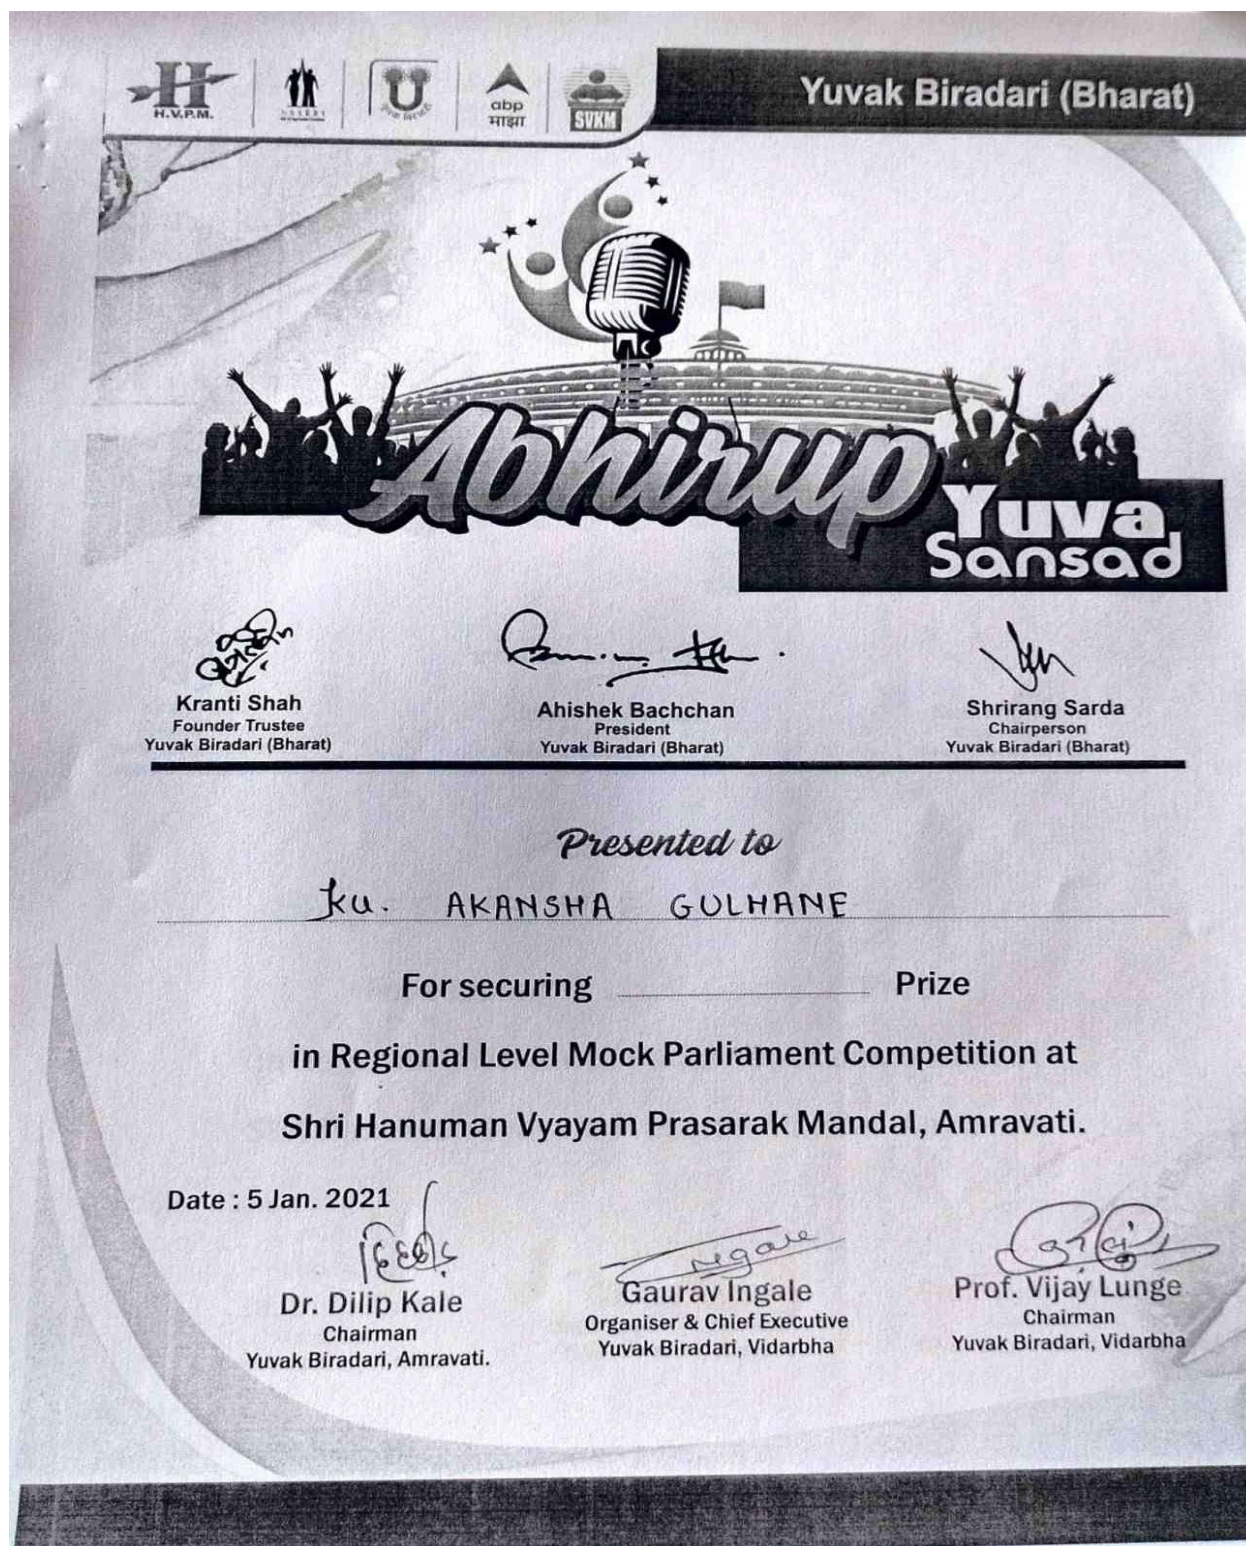 H.V.P.M.
abp
माझा
SVKM
Yuvak Biradari (Bharat)
Abhirup
Yuva
Sansad
Kranti Shah
Founder Trustee
Yuvak Biradari (Bharat)
Ahishek Bachchan
President
Yuvak Biradari (Bharat)
Shrirang Sarda
Chairperson
Yuvak Biradari (Bharat)
Presented to
Ku. AKANSHA GULHANE
For securing Prize
in Regional Level Mock Parliament Competition at
Shri Hanuman Vyayam Prasarak Mandal, Amravati.
Date : 5 Jan. 2021
Dr. Dilip Kale
Chairman
Yuvak Biradari, Amravati.
Ingale
Gaurav Ingale
Organiser & Chief Executive
Yuvak Biradari, Vidarbha
Prof. Vijay Lunge
Chairman
Yuvak Biradari, Vidarbha